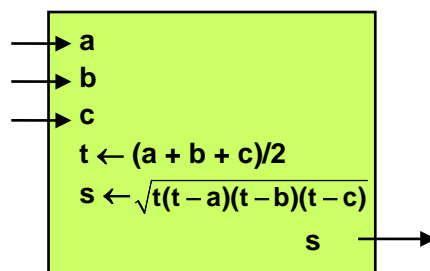 a
b
c
t ← (a + b + c)/2
s ← √t(t – a)(t – b)(t – c)
s